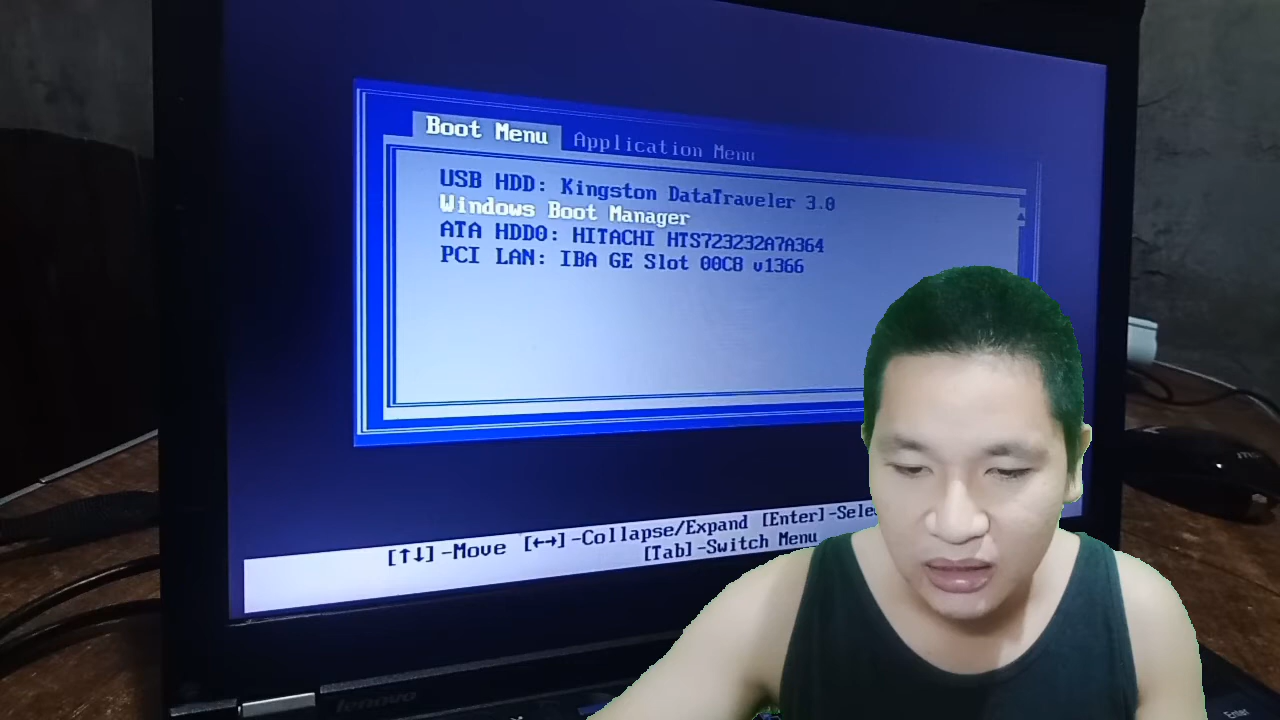 Boot Menu Application Menu
USB HDD: Kingston DataTraveler 3.0
Windows Boot Manager
ATA HDD0: HITACHI HTS723232A7A364
PCI LAN: IBA GE Slot 00C8 v1366
[↑↓]-Move [←→]-Collapse/Expand [Enter]-Sele
[Tab]-Switch Menu
lenovo
Enter